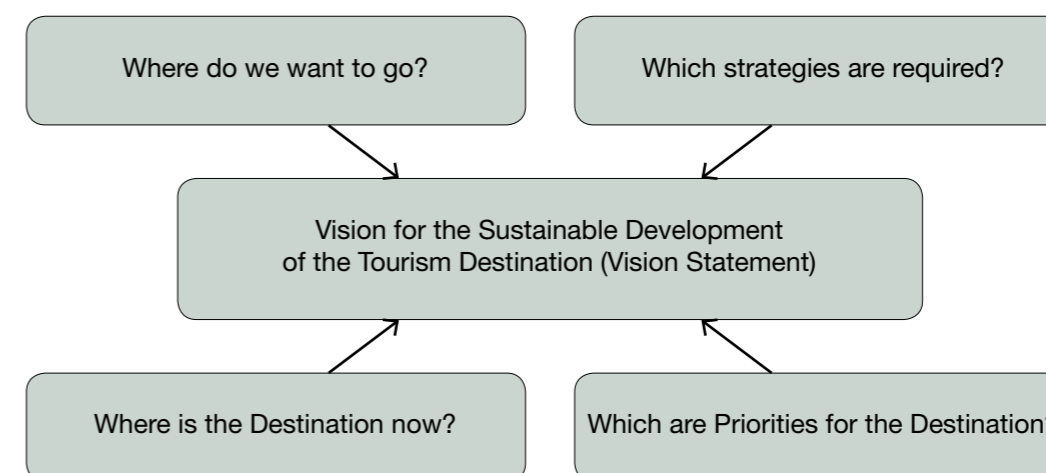 Where do we want to go?
Which strategies are required?
Vision for the Sustainable Development
of the Tourism Destination (Vision Statement)
Where is the Destination now?
Which are Priorities for the Destination?